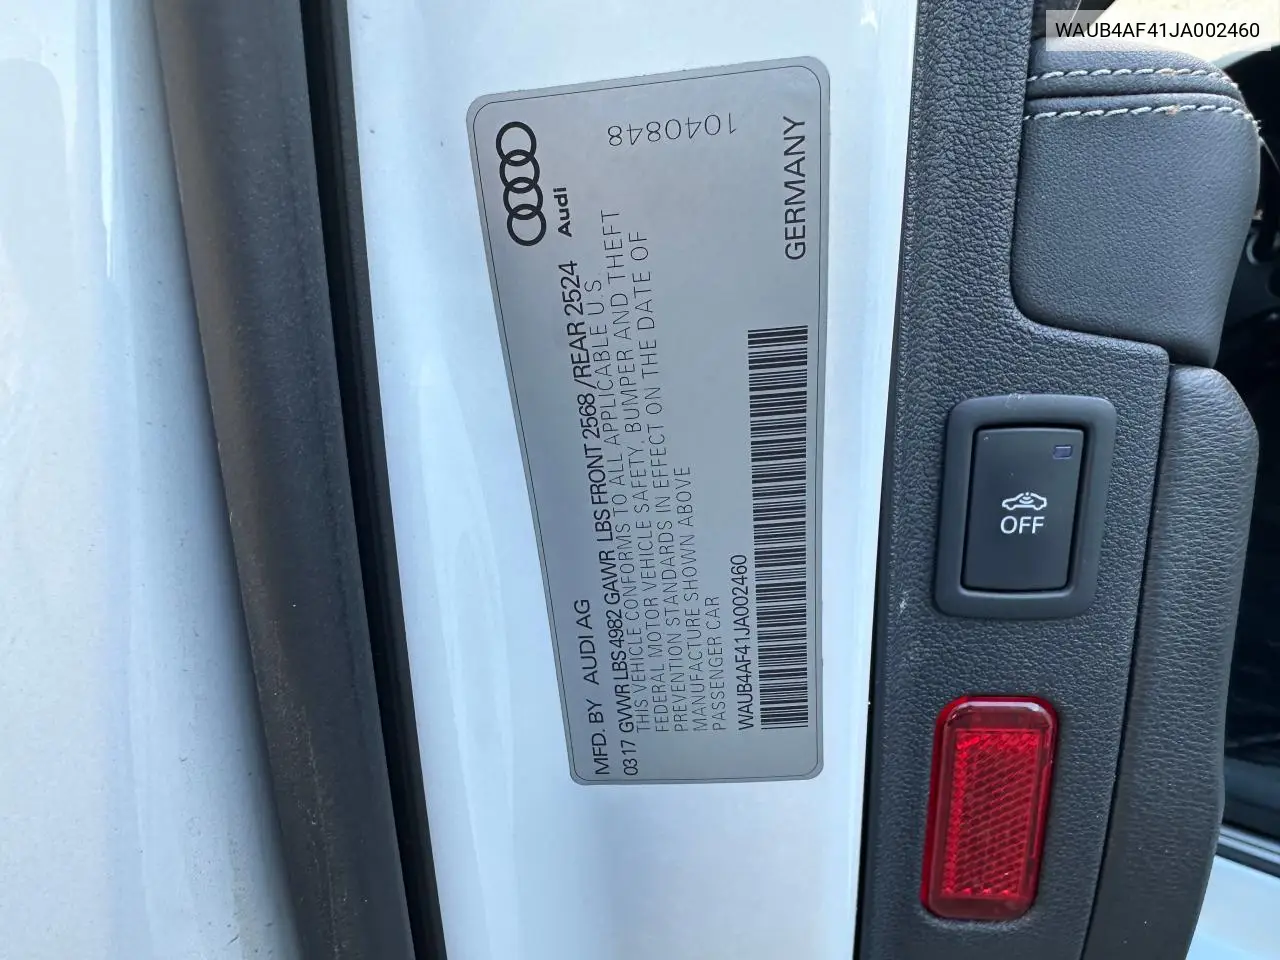 WAUB4AF41JA002460
1040848
Audi
MFD. BY AUDI AG
GERMANY
0317 GVWR LBS 4982 GAWR LBS FRONT 2568/REAR 2524
THIS VEHICLE CONFORMS TO ALL APPLICABLE U.S.
FEDERAL MOTOR VEHICLE SAFETY, BUMPER AND THEFT
PREVENTION STANDARDS IN EFFECT ON THE DATE OF
MANUFACTURE SHOWN ABOVE
PASSENGER CAR
WAUB4AF41JA002460
OFF